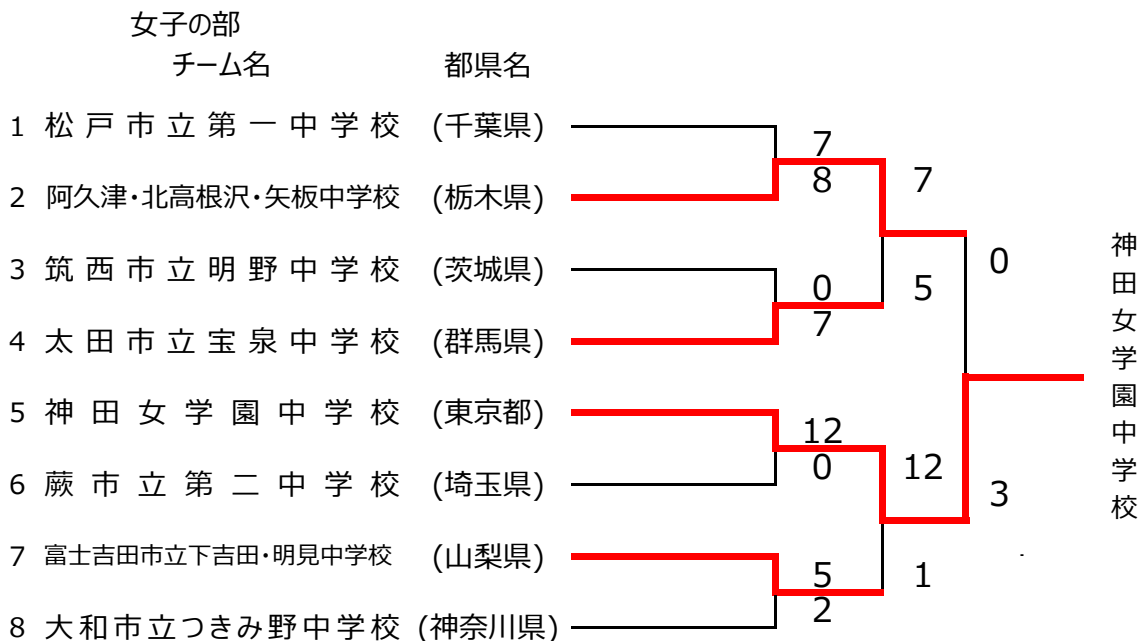 女子の部
チーム名 都県名
1 松戸市立第一中学校 (千葉県)
2 阿久津・北高根沢・矢板中学校 (栃木県)
3 筑西市立明野中学校 (茨城県)
4 太田市立宝泉中学校 (群馬県)
5 神田女学園中学校 (東京都)
6 蕨市立第二中学校 (埼玉県)
7 富士吉田市立下吉田・明見中学校 (山梨県)
8 大和市立つきみ野中学校 (神奈川県)
7
8
0
7
12
0
5
2
7
5
12
1
0
3
神田女学園中学校